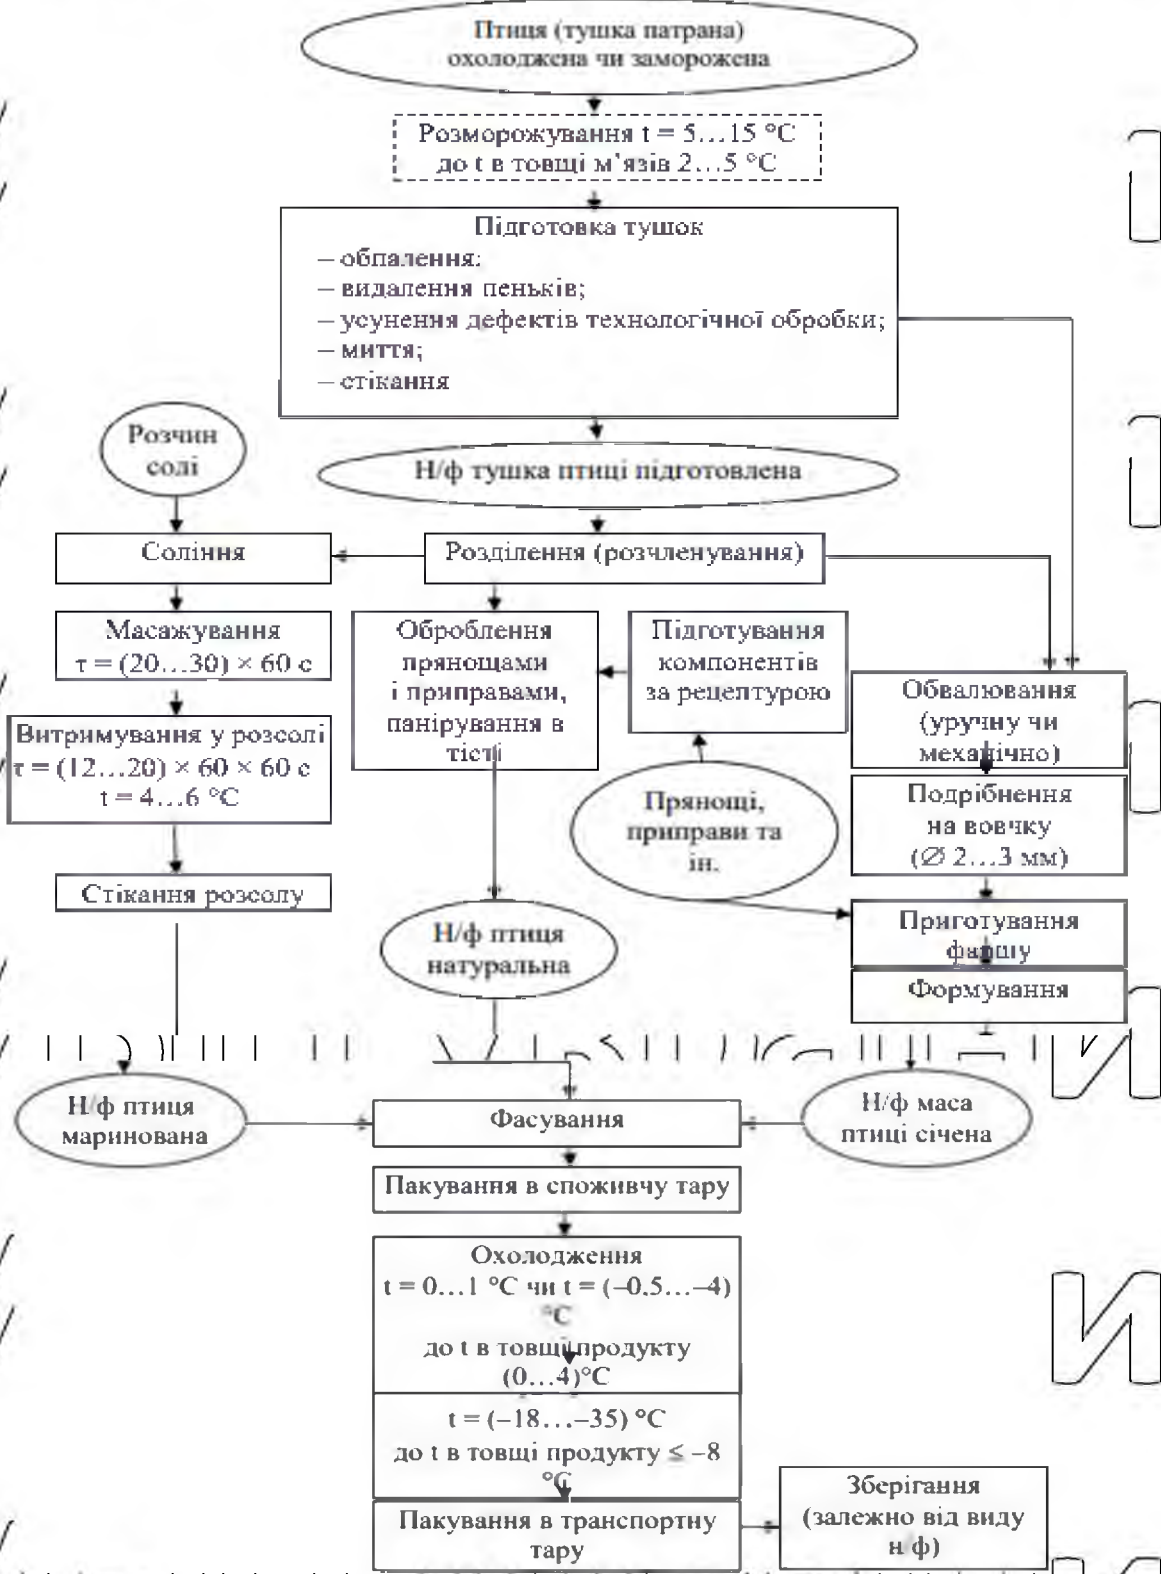 Птиця (тушка патрана)
охолоджена чи заморожена
Розморожування t = 5…15 °С
до t в товщі м’язів 2…5 °С
Підготовка тушок
– обпалення;
– видалення пеньків;
– усунення дефектів технологічної обробки;
– миття;
– стікання
Розчин
солі
Н/ф тушка птиці підготовлена
Соління
Розділення (розчленування)
Масажування
τ = (20…30) × 60 с
Оброблення
прянощами
і приправами,
панірування в
тісті
Підготування
компонентів
за рецептурою
Обвалювання
(уручну чи
механічно)
Витримування у розсолі
τ = (12…20) × 60 × 60 с
t = 4…6 °С
Прянощі,
приправи та
ін.
Подрібнення
на вовчку
(∅ 2…3 мм)
Стікання розсолу
Н/ф птиця
натуральна
Приготування
фаршу
Формування
Н/ф птиця
маринована
Фасування
Н/ф маса
птиці січена
Пакування в споживчу тару
Охолодження
t = 0…1 °С чи t = (–0,5…–4)
°С
до t в товщі продукту
(0…4)°С
t = (–18…–35) °С
до t в товщі продукту ≤ –8
°С
Пакування в транспортну
тару
Зберігання
(залежно від виду
н/ф)